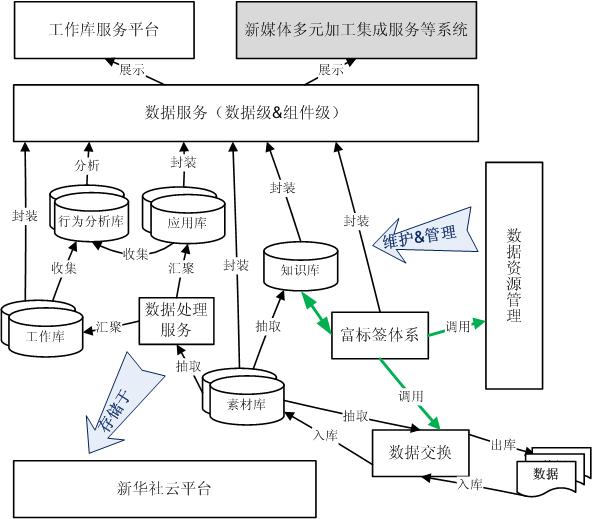 工作库服务平台
新媒体多元加工集成服务等系统
展示
展示
数据服务（数据级&组件级）
分析
封装
封装
封装
封装
封装
行为分析库
应用库
收集
收集
汇聚
维护&管理
数据资源管理
知识库
工作库
汇聚
数据处理
服务
抽取
抽取
富标签体系
调用
存储于
素材库
调用
抽取
入库
数据交换
出库
入库
数据
新华社云平台